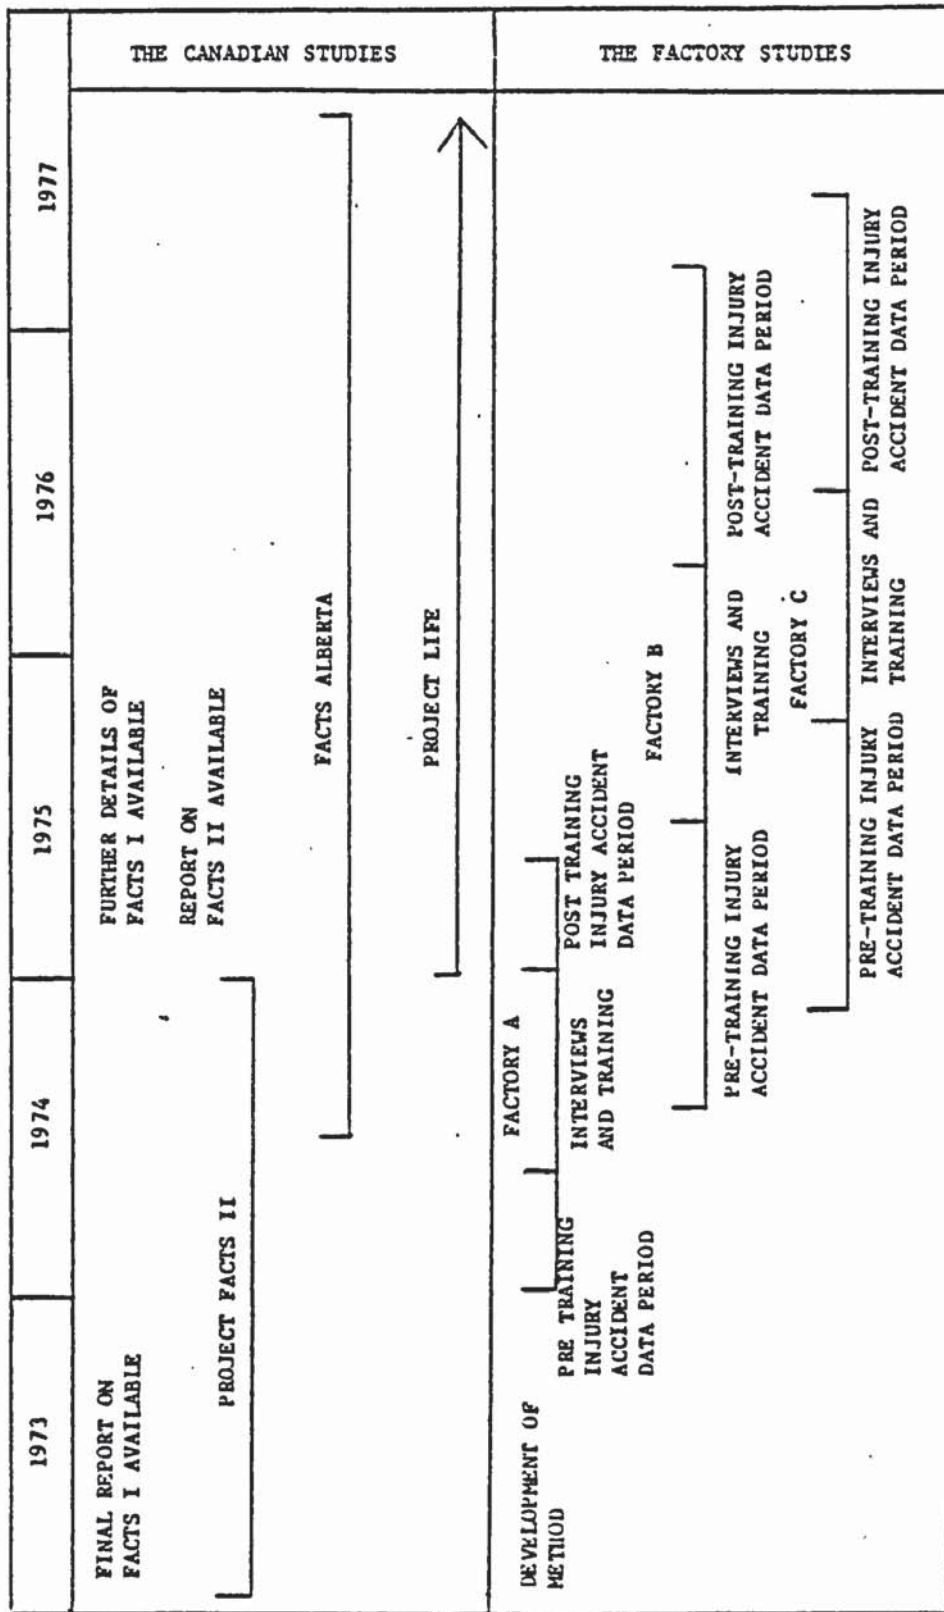 1973
1974
1975
1976
1977
THE CANADIAN STUDIES
FINAL REPORT ON
FACTS I AVAILABLE
FURTHER DETAILS OF
FACTS I AVAILABLE
REPORT ON
FACTS II AVAILABLE
PROJECT FACTS II
FACTS ALBERTA
PROJECT LIFE
THE FACTORY STUDIES
DEVELOPMENT OF
METHOD
FACTORY A
PRE TRAINING
INJURY
ACCIDENT
DATA PERIOD
INTERVIEWS
AND TRAINING
POST TRAINING
INJURY ACCIDENT
DATA PERIOD
FACTORY B
PRE-TRAINING INJURY
ACCIDENT DATA PERIOD
INTERVIEWS AND
TRAINING
POST-TRAINING INJURY
ACCIDENT DATA PERIOD
FACTORY C
PRE-TRAINING INJURY
ACCIDENT DATA PERIOD
INTERVIEWS AND
TRAINING
POST-TRAINING INJURY
ACCIDENT DATA PERIOD